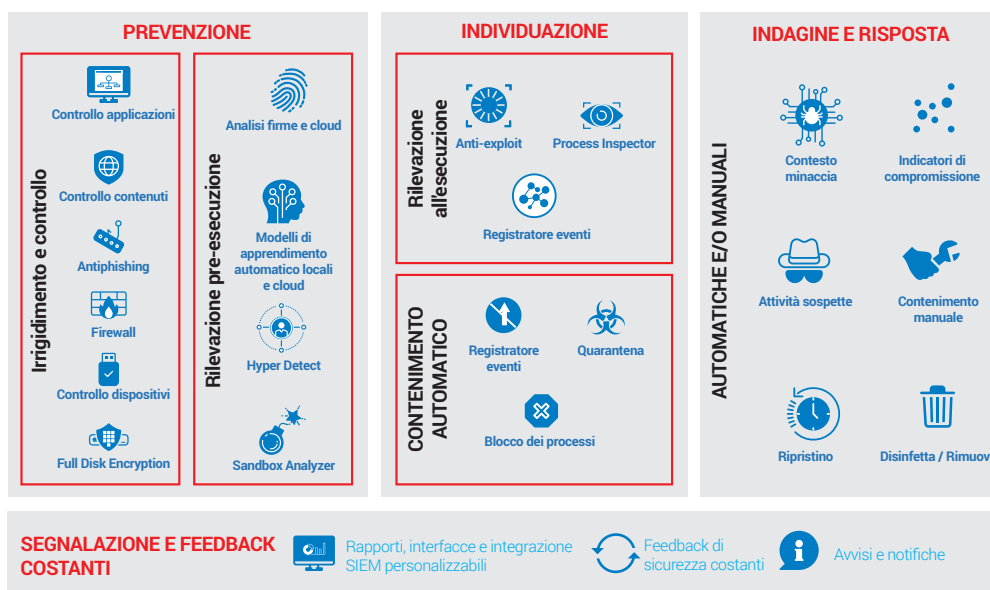 PREVENZIONE
Irrigidimento e controllo
Controllo applicazioni
Controllo contenuti
Antiphishing
Firewall
Controllo dispositivi
Full Disk Encryption
Rilevazione pre-esecuzione
Analisi firme e cloud
Modelli di
apprendimento
automatico locali
e cloud
Hyper Detect
Sandbox Analyzer
INDIVIDUAZIONE
Rilevazione
all'esecuzione
Anti-exploit
Process Inspector
Registratore eventi
CONTENIMENTO
AUTOMATICO
Registratore
eventi
Quarantena
Blocco dei processi
INDAGINE E RISPOSTA
AUTOMATICHE E/O MANUALI
Contesto
minaccia
Indicatori di
compromissione
Attività sospette
Contenimento
manuale
Ripristino
Disinfetta / Rimuov
SEGNALAZIONE E FEEDBACK
COSTANTI
Rapporti, interfacce e integrazione
SIEM personalizzabili
Feedback di
sicurezza costanti
Avvisi e notifiche